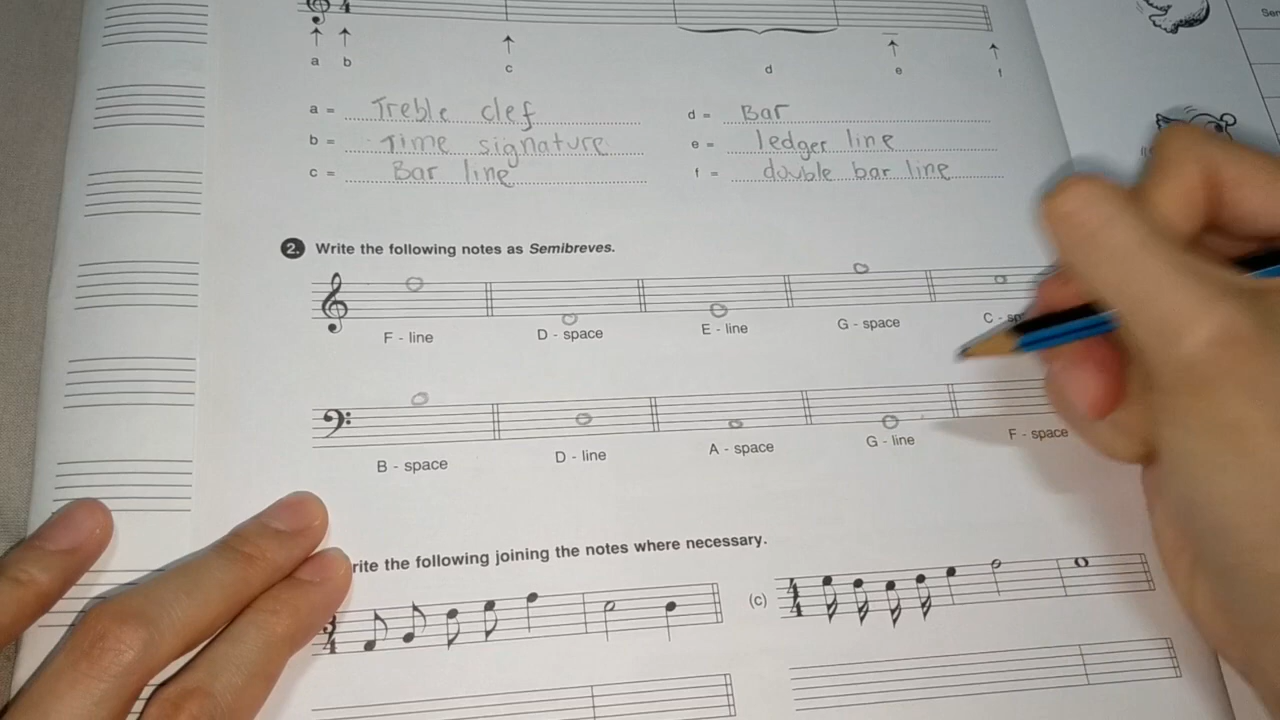 a b c d e f
a = Treble clef d = Bar
b = Time signature e = ledger line
c = Bar line f = double bar line
2. Write the following notes as Semibreves.
F - line D - space E - line G - space C - sp
B - space D - line A - space G - line F - space
rite the following joining the notes where necessary.
(c)